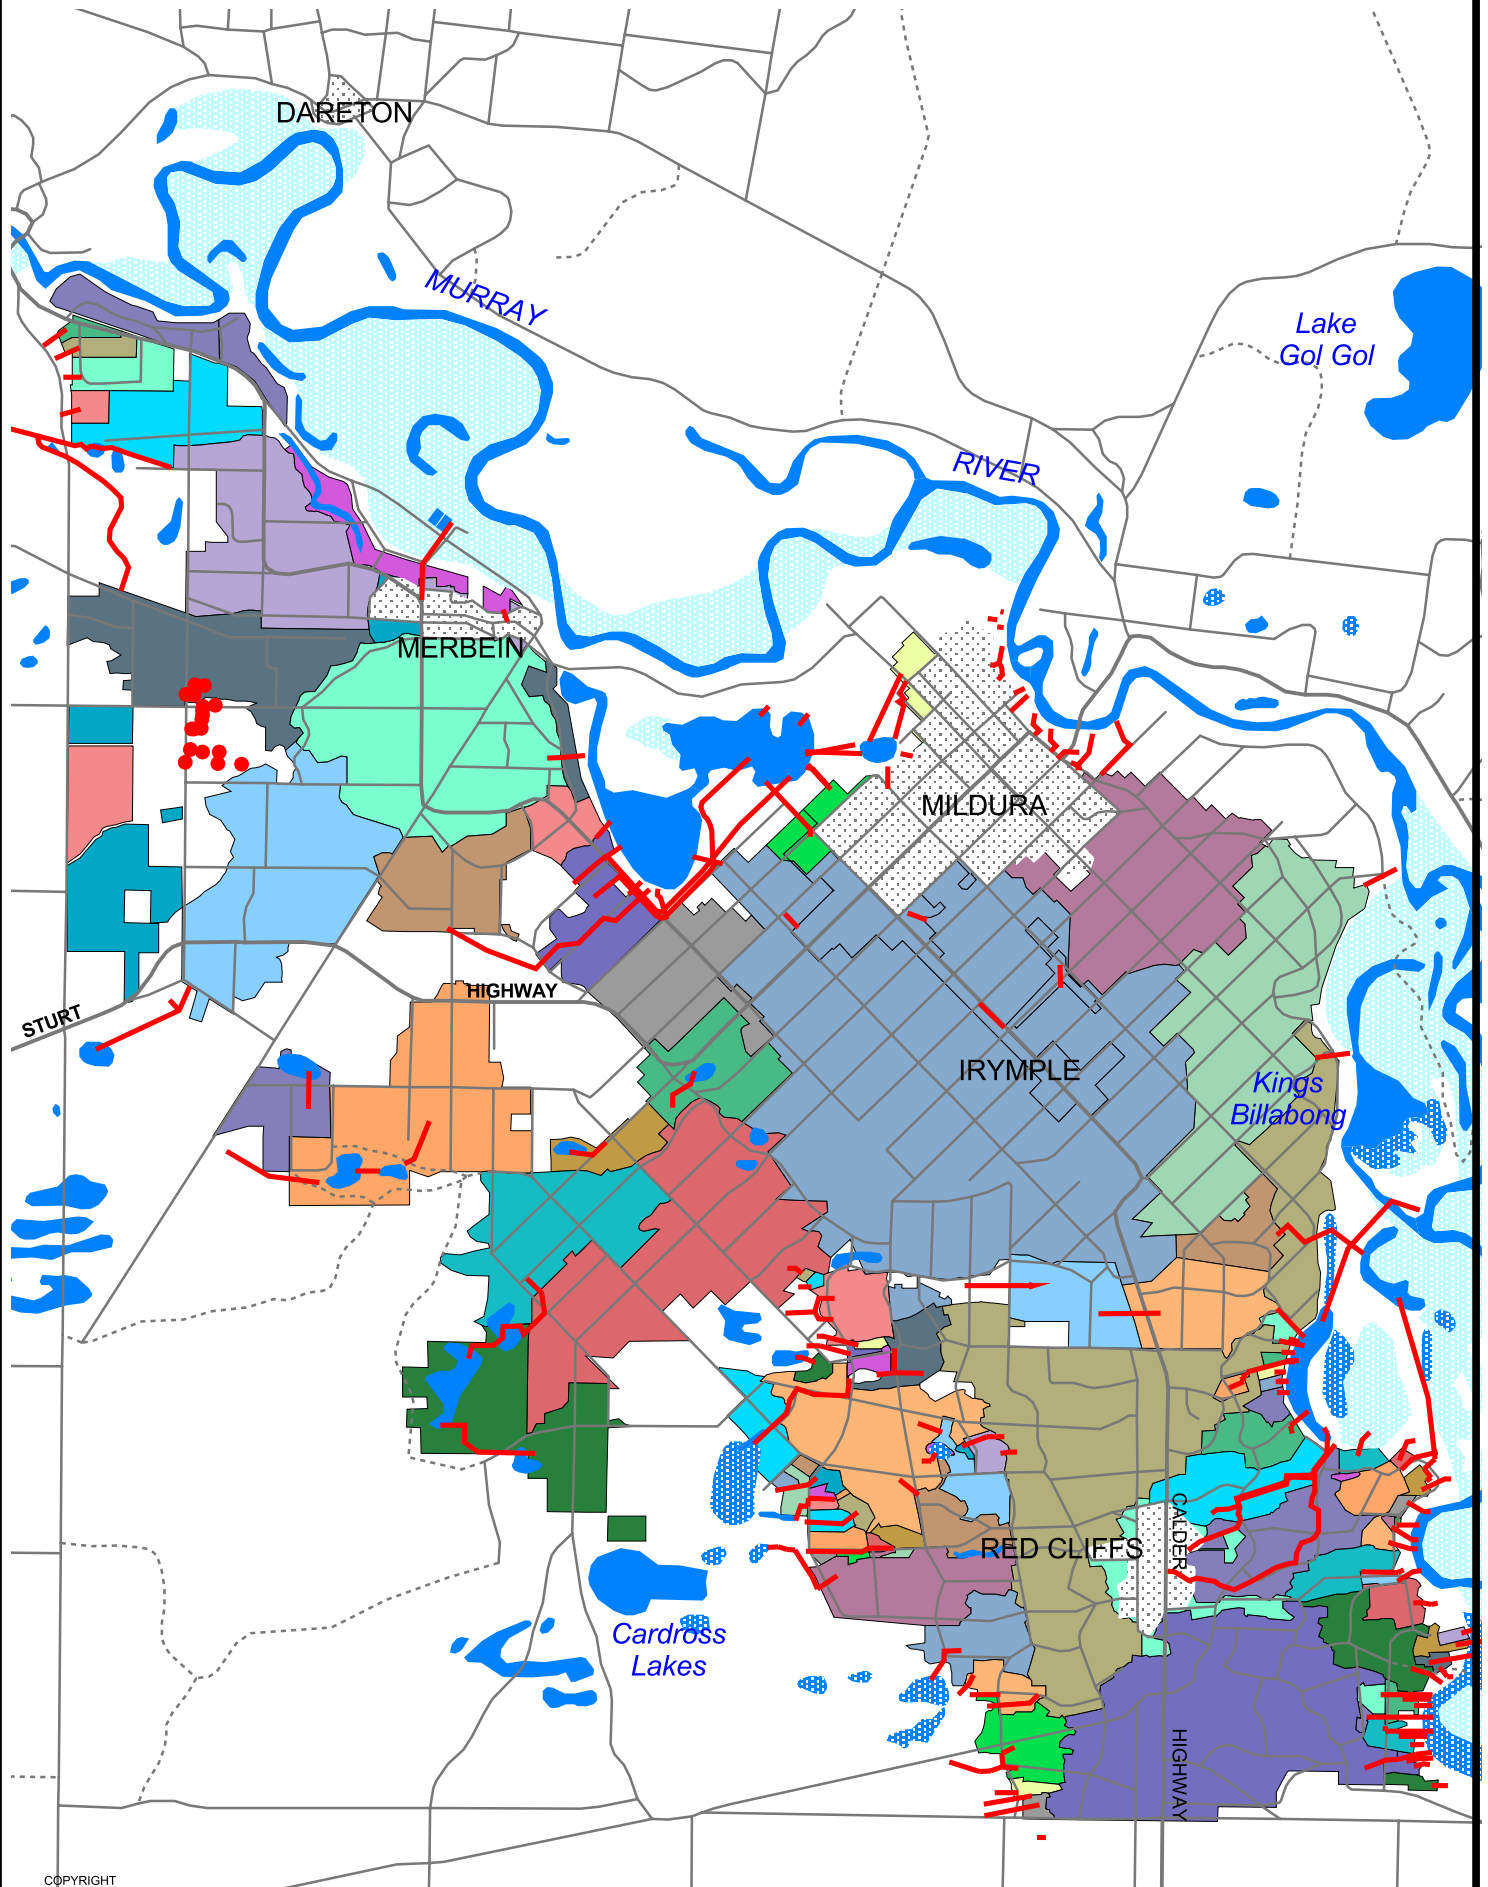 DARETON
MURRAY
Lake
Gol Gol
RIVER
MERBEIN
MILDURA
HIGHWAY
STURT
IRYMPLE
Kings
Billabong
CALDER
RED CLIFFS
Cardross
Lakes
HIGHWAY
COPYRIGHT